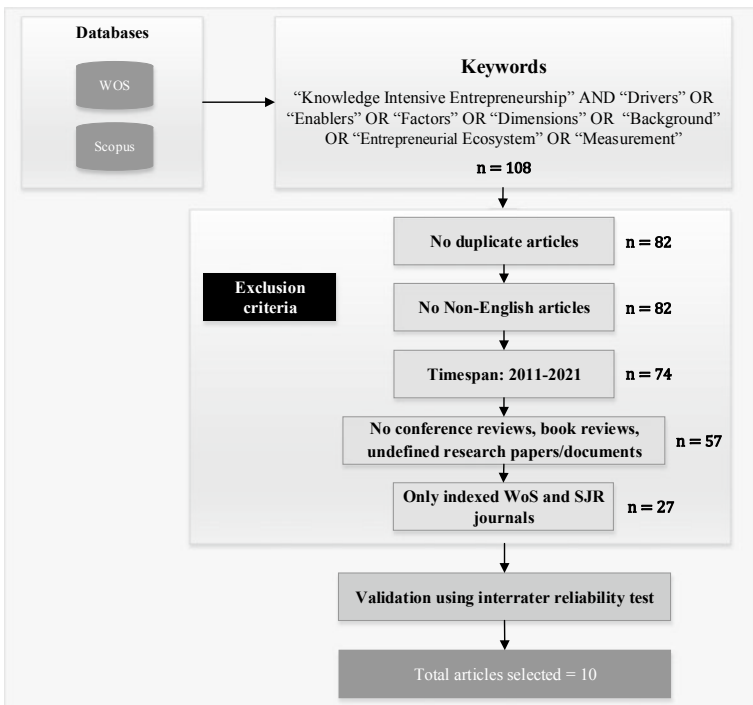 Databases
WOS
Scopus
Keywords
“Knowledge Intensive Entrepreneurship” AND “Drivers” OR
“Enablers” OR “Factors” OR “Dimensions” OR “Background”
OR “Entrepreneurial Ecosystem” OR “Measurement”
n = 108
Exclusion
criteria
No duplicate articles
n = 82
No Non-English articles
n = 82
Timespan: 2011-2021
n = 74
No conference reviews, book reviews,
undefined research papers/documents
n = 57
Only indexed WoS and SJR
journals
n = 27
Validation using interrater reliability test
Total articles selected = 10